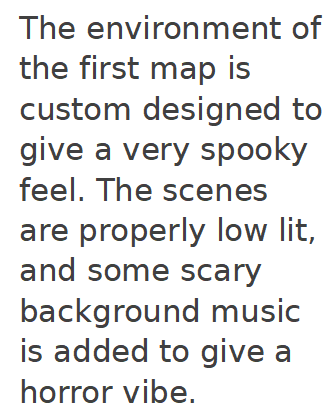 The environment of
the first map is
custom designed to
give a very spooky
feel. The scenes
are properly low lit,
and some scary
background music
is added to give a
horror vibe.